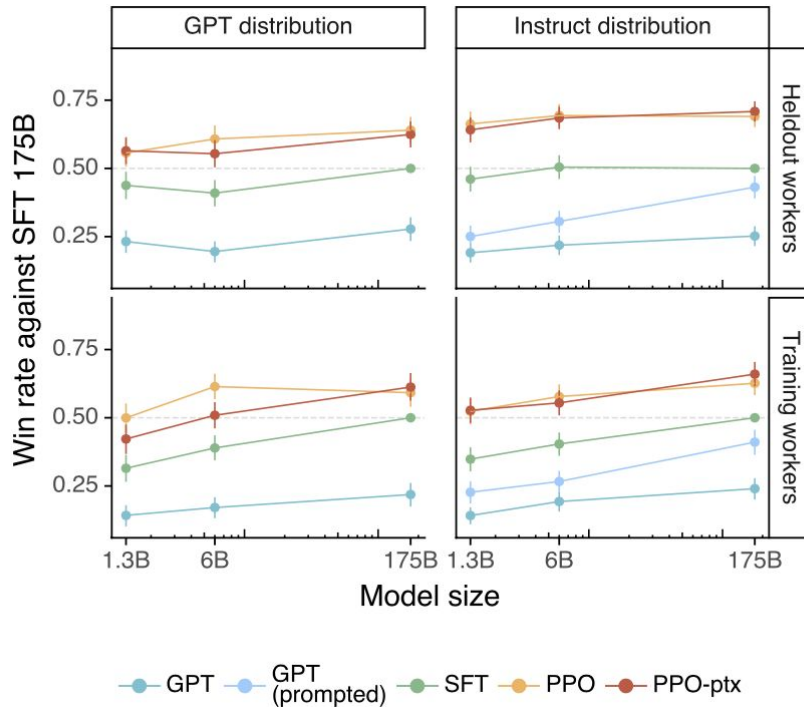 GPT distribution
Instruct distribution
Win rate against SFT 175B
0.75
0.50
0.25
Heldout workers
0.75
0.50
0.25
Training workers
1.3B 6B 175B
1.3B 6B 175B
Model size
GPT
GPT
(prompted)
SFT
PPO
PPO-ptx